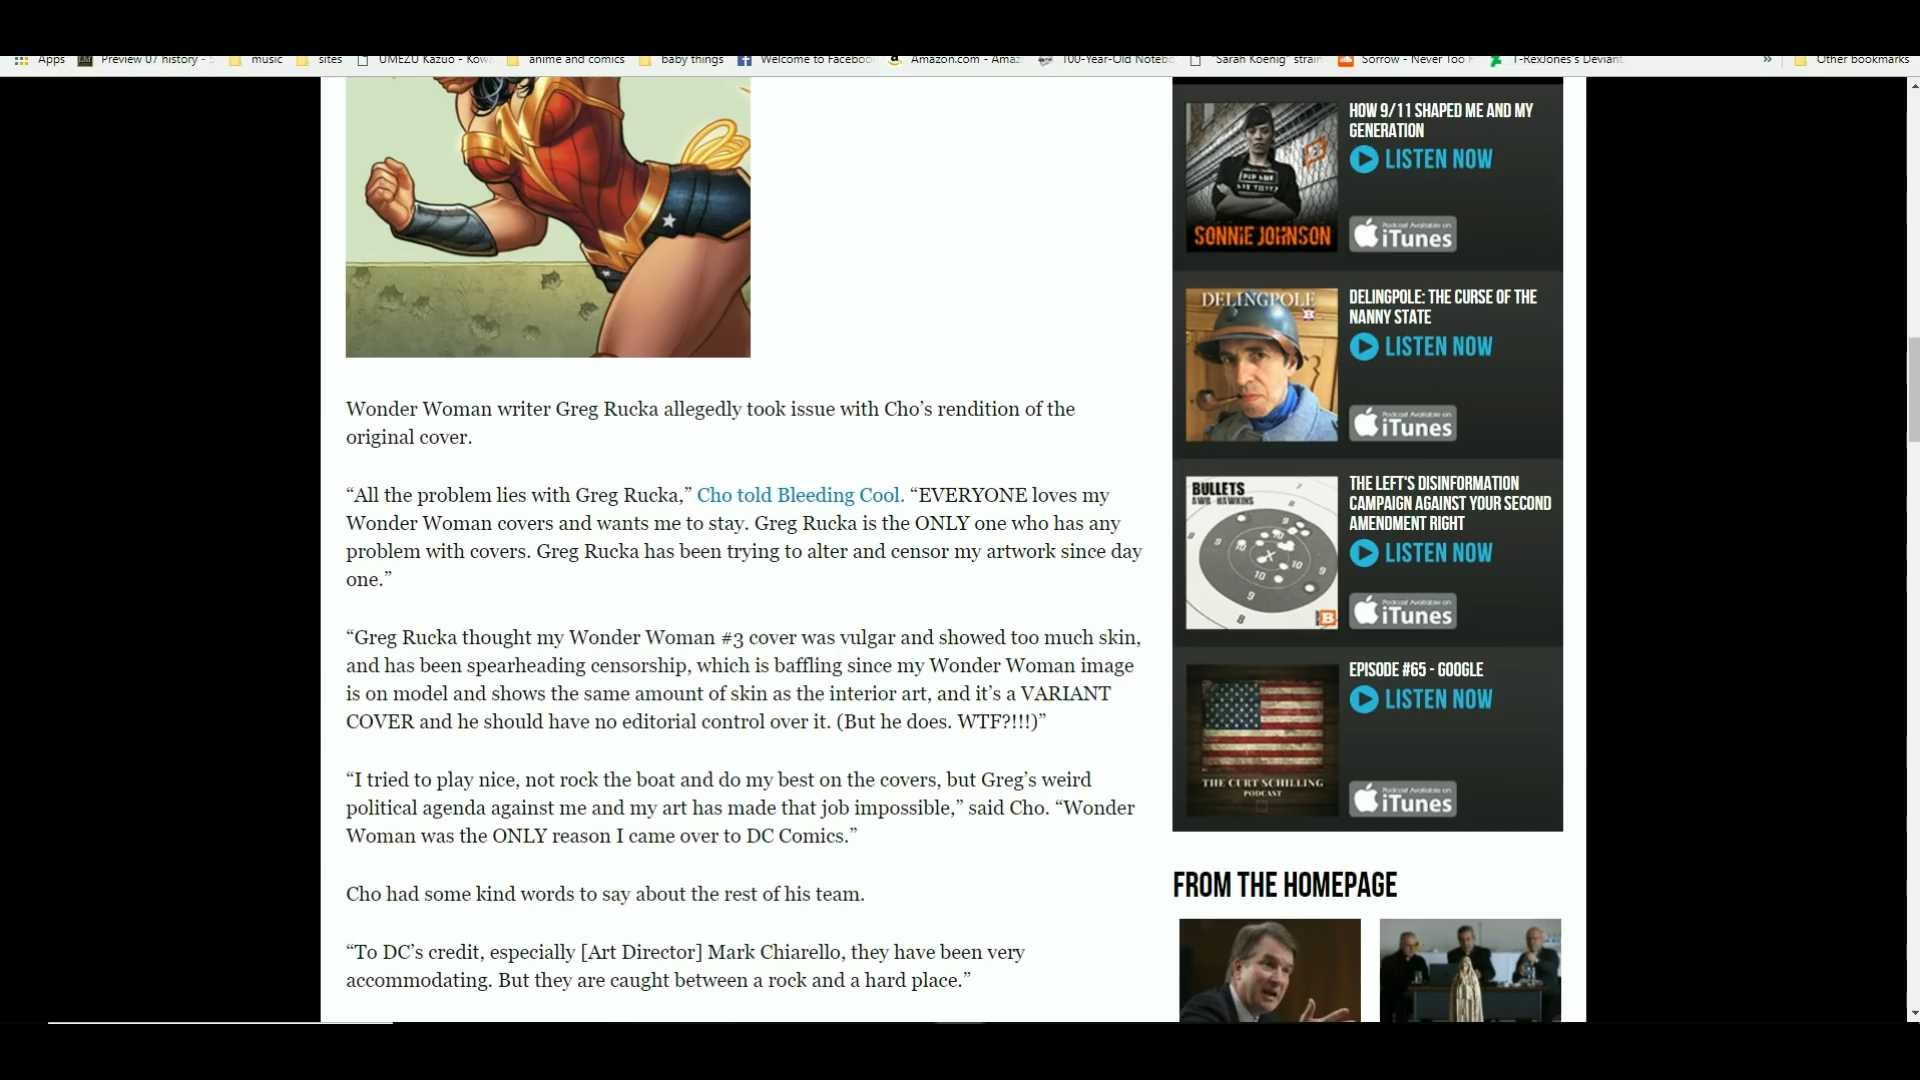 Apps
Preview 07 history -
music
sites
UMEZU Kazuo - Kow
anime and comics
baby things
Welcome to Faceboo
Amazon.com - Amaz
100-Year-Old Notebo
"Sarah Koenig" strain
Sorrow - Never Too
T-RexJones's Deviant
»
Other bookmarks
Wonder Woman writer Greg Rucka allegedly took issue with Cho’s rendition of the
original cover.
“All the problem lies with Greg Rucka,” Cho told Bleeding Cool. “EVERYONE loves my
Wonder Woman covers and wants me to stay. Greg Rucka is the ONLY one who has any
problem with covers. Greg Rucka has been trying to alter and censor my artwork since day
one.”
“Greg Rucka thought my Wonder Woman #3 cover was vulgar and showed too much skin,
and has been spearheading censorship, which is baffling since my Wonder Woman image
is on model and shows the same amount of skin as the interior art, and it’s a VARIANT
COVER and he should have no editorial control over it. (But he does. WTF?!!!)”
“I tried to play nice, not rock the boat and do my best on the covers, but Greg’s weird
political agenda against me and my art has made that job impossible,” said Cho. “Wonder
Woman was the ONLY reason I came over to DC Comics.”
Cho had some kind words to say about the rest of his team.
“To DC’s credit, especially [Art Director] Mark Chiarello, they have been very
accommodating. But they are caught between a rock and a hard place.”
SONNIE JOHNSON
HOW 9/11 SHAPED ME AND MY
GENERATION
LISTEN NOW
Podcast Available on
iTunes
DELINGPOLE
DELINGPOLE: THE CURSE OF THE
NANNY STATE
LISTEN NOW
Podcast Available on
iTunes
BULLETS
AWR HAWKINS
8
9
9
10
10
10
9
9
8
THE LEFT'S DISINFORMATION
CAMPAIGN AGAINST YOUR SECOND
AMENDMENT RIGHT
LISTEN NOW
Podcast Available on
iTunes
THE CURT SCHILLING
PODCAST
EPISODE #65 - GOOGLE
LISTEN NOW
Podcast Available on
iTunes
FROM THE HOMEPAGE